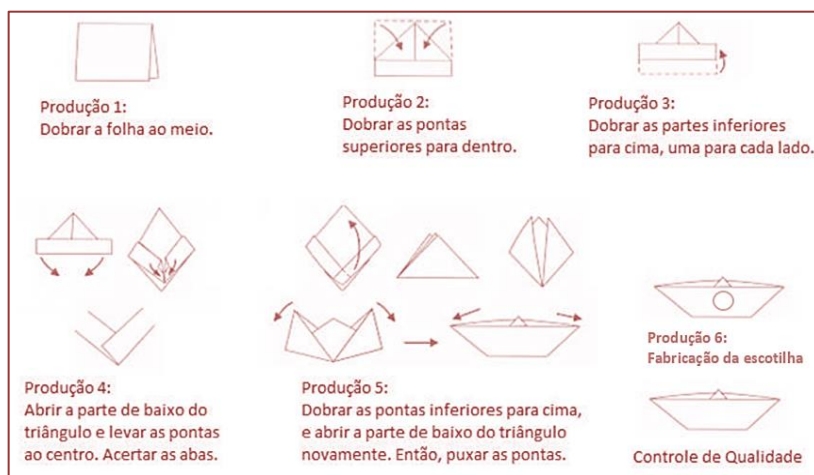 Produção 1:
Dobrar a folha ao meio.
Produção 2:
Dobrar as pontas
superiores para dentro.
Produção 3:
Dobrar as partes inferiores
para cima, uma para cada lado.
Produção 4:
Abrir a parte de baixo do
triângulo e levar as pontas
ao centro. Acertar as abas.
Produção 5:
Dobrar as pontas inferiores para cima,
e abrir a parte de baixo do triângulo
novamente. Então, puxar as pontas.
Produção 6:
Fabricação da escotilha
Controle de Qualidade